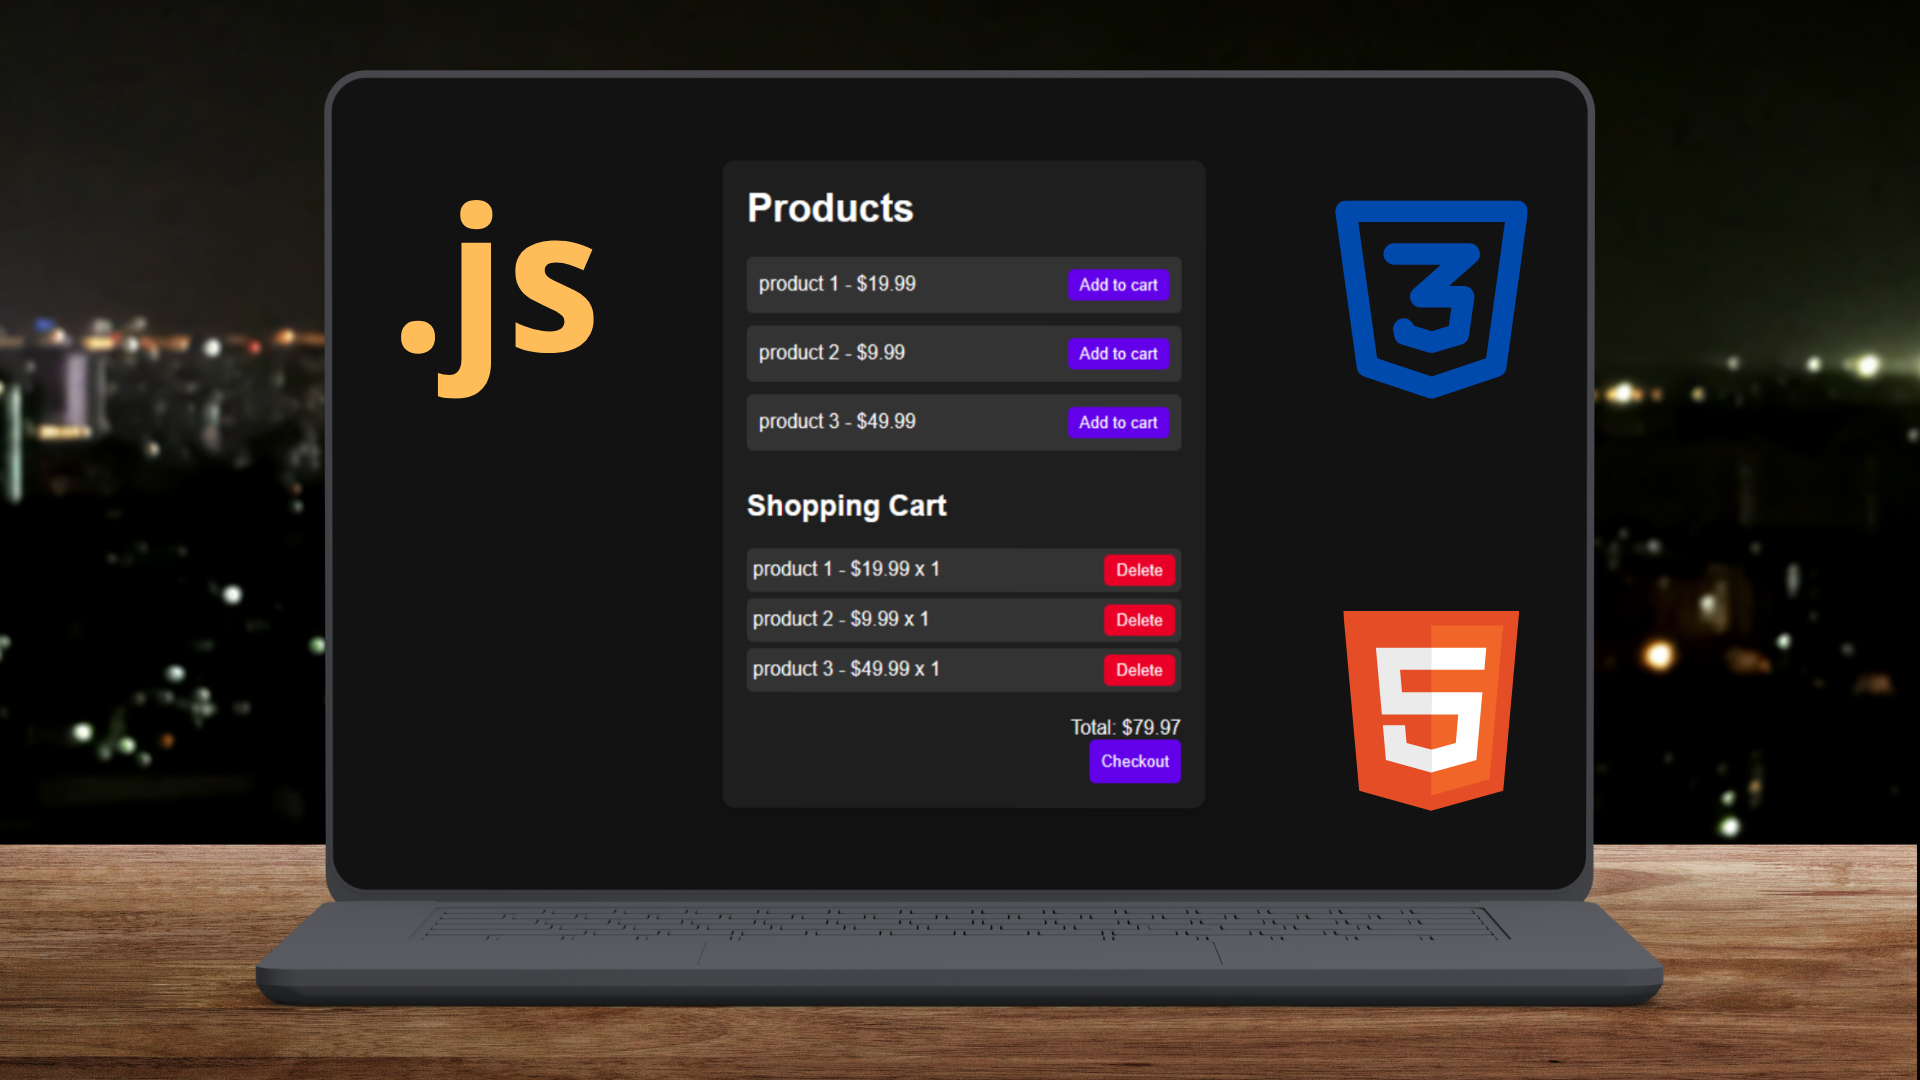 .js
3
5
Products
product 1 - $19.99 Add to cart
product 2 - $9.99 Add to cart
product 3 - $49.99 Add to cart
Shopping Cart
product 1 - $19.99 x 1 Delete
product 2 - $9.99 x 1 Delete
product 3 - $49.99 x 1 Delete
Total: $79.97
Checkout